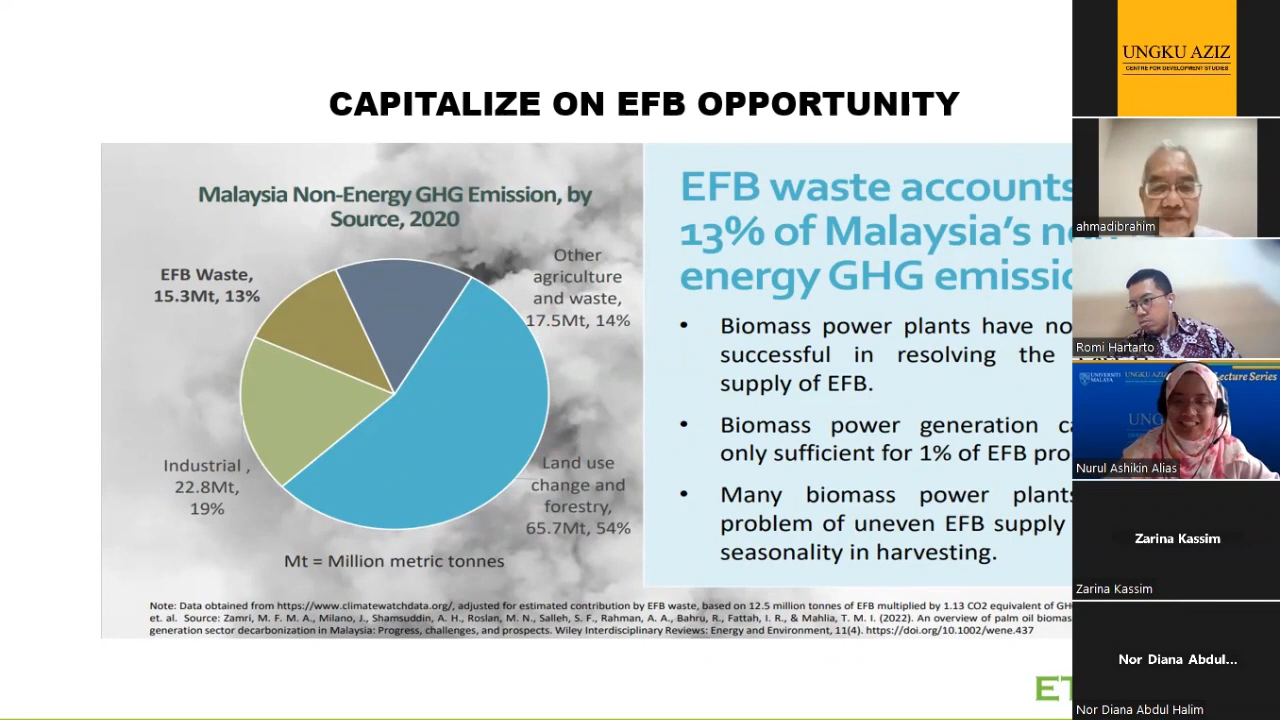 CAPITALIZE ON EFB OPPORTUNITY
Malaysia Non-Energy GHG Emission, by
Source, 2020
EFB Waste,
15.3Mt, 13%
Other
agriculture
and waste,
17.5Mt, 14%
Industrial ,
22.8Mt,
19%
Land use
change and
forestry,
65.7Mt, 54%
Mt = Million metric tonnes
EFB waste accounts
13% of Malaysia's
energy GHG
• Biomass power plants have
successful in resolving the
supply of EFB.
• Biomass power generation
only sufficient for 1% of EFB
• Many biomass power plants
problem of uneven EFB supply
seasonality in harvesting.
Note: Data obtained from https://www.climatewatchdata.org/, adjusted for estimated contribution by EFB waste, based on 12.5 million tonnes of EFB multiplied by 1.13 CO2 equivalent of
et. al. Source: Zamri, M. F. M. A., Milano, J., Shamsuddin, A. H., Roslan, M. N., Salleh, S. F., Rahman, A. A., Bahru, R., Fattah, I. R., & Mahlia, T. M. I. (2022). An overview of palm oil
generation sector decarbonization in Malaysia: Progress, challenges, and prospects. Wiley Interdisciplinary Reviews: Energy and Environment, 11(4). https://doi.org/10.1002/wene.437
UNGKU AZIZ
CENTRE FOR DEVELOPMENT STUDIES
ahmadibrahim
Romi Hartarto
UNIVERSITI
MALAYA
UNGKU AZIZ
Lecture Series
UNG
Nurul Ashikin Alias
Zarina Kassim
Zarina Kassim
Nor Diana Abdul...
Nor Diana Abdul Halim